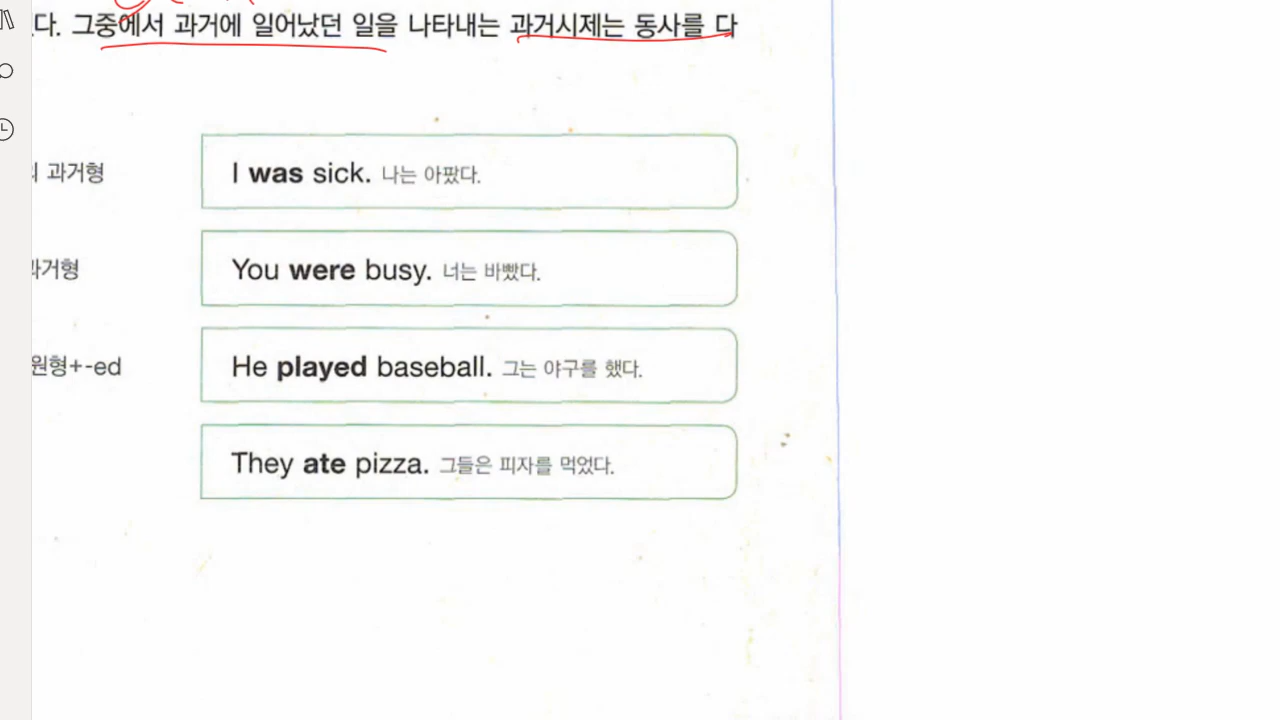 다. 그중에서 과거에 일어났던 일을 나타내는 과거시제는 동사를 다
과거형 I was sick. 나는 아팠다.
과거형 You were busy. 너는 바빴다.
원형+-ed He played baseball. 그는 야구를 했다.
They ate pizza. 그들은 피자를 먹었다.